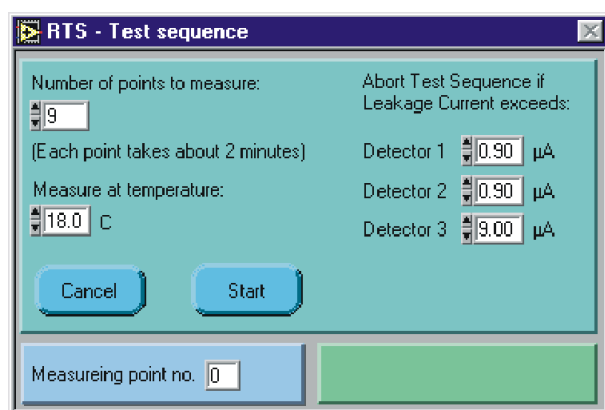 RTS - Test sequence
Number of points to measure:
9
(Each point takes about 2 minutes)
Measure at temperature:
18.0 C
Cancel
Start
Abort Test Sequence if
Leakage Current exceeds:
Detector 1 0.90 µA
Detector 2 0.90 µA
Detector 3 9.00 µA
Measureing point no. 0